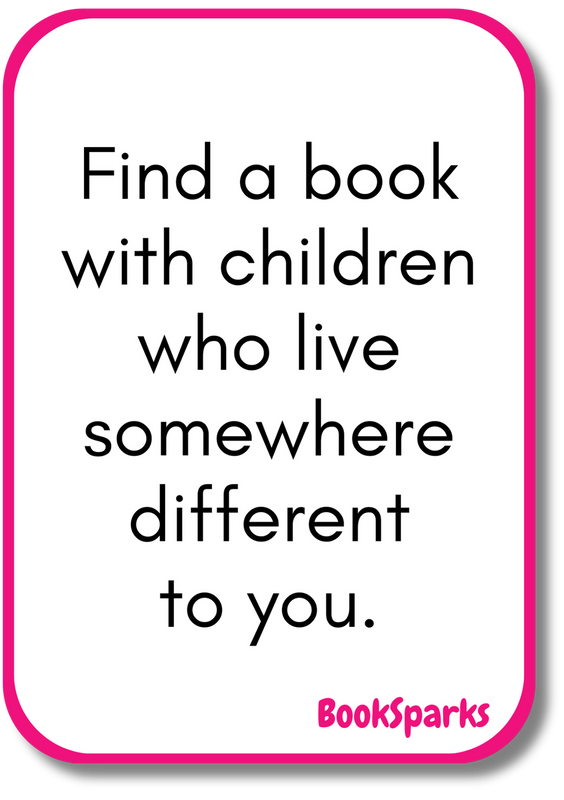 Find a book
with children
who live
somewhere
different
to you.
BookSparks